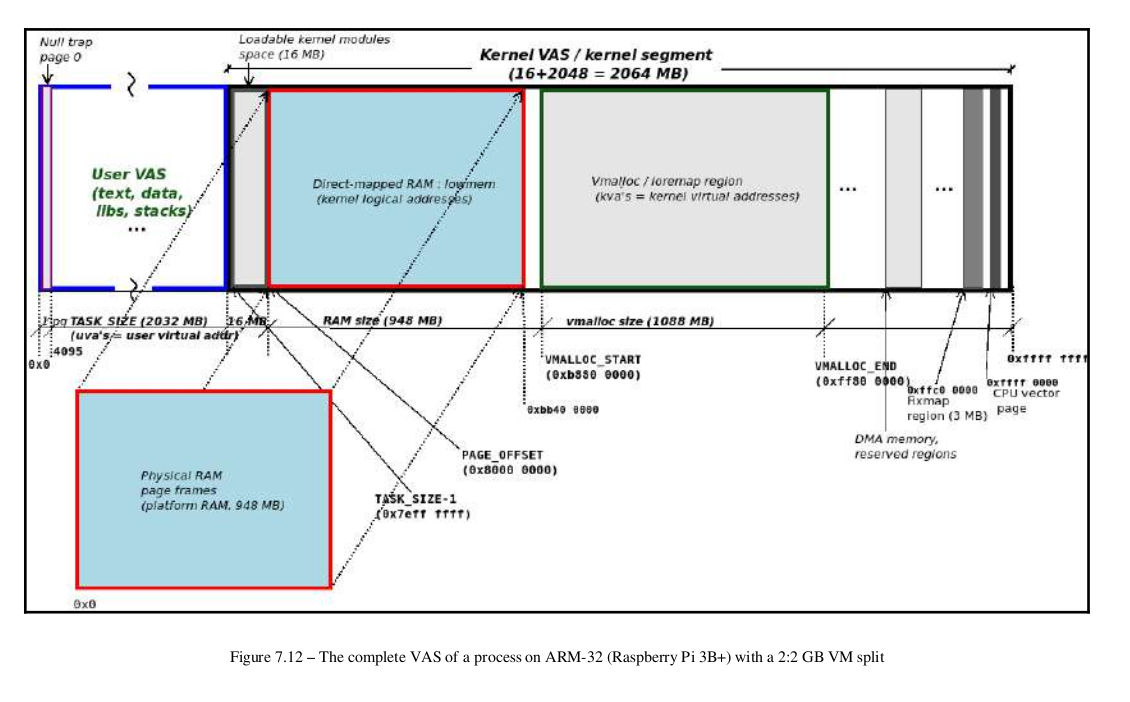 Null trap
page 0
Loadable kernel modules
space (16 MB)
Kernel VAS / kernel segment
(16+2048 = 2064 MB)
User VAS
(text, data,
libs, stacks)
...
Direct-mapped RAM : lowmem
(kernel logical addresses)
Vmalloc / ioremap region
(kva's = kernel virtual addresses)
...
...
1 pg TASK_SIZE (2032 MB)
(uva's = user virtual addr)
16 MB
RAM size (948 MB)
vmalloc size (1088 MB)
4095
0x0
VMALLOC_START
(0xb880 0000)
VMALLOC_END
(0xff80 0000)
0xffff ffff
0xffc0 0000
Fixmap
region (3 MB)
0xffff 0000
CPU vector
page
0xbb40 0000
DMA memory,
reserved regions
PAGE_OFFSET
(0x8000 0000)
TASK_SIZE-1
(0x7eff ffff)
Physical RAM
page frames
(platform RAM, 948 MB)
0x0
Figure 7.12 – The complete VAS of a process on ARM-32 (Raspberry Pi 3B+) with a 2:2 GB VM split